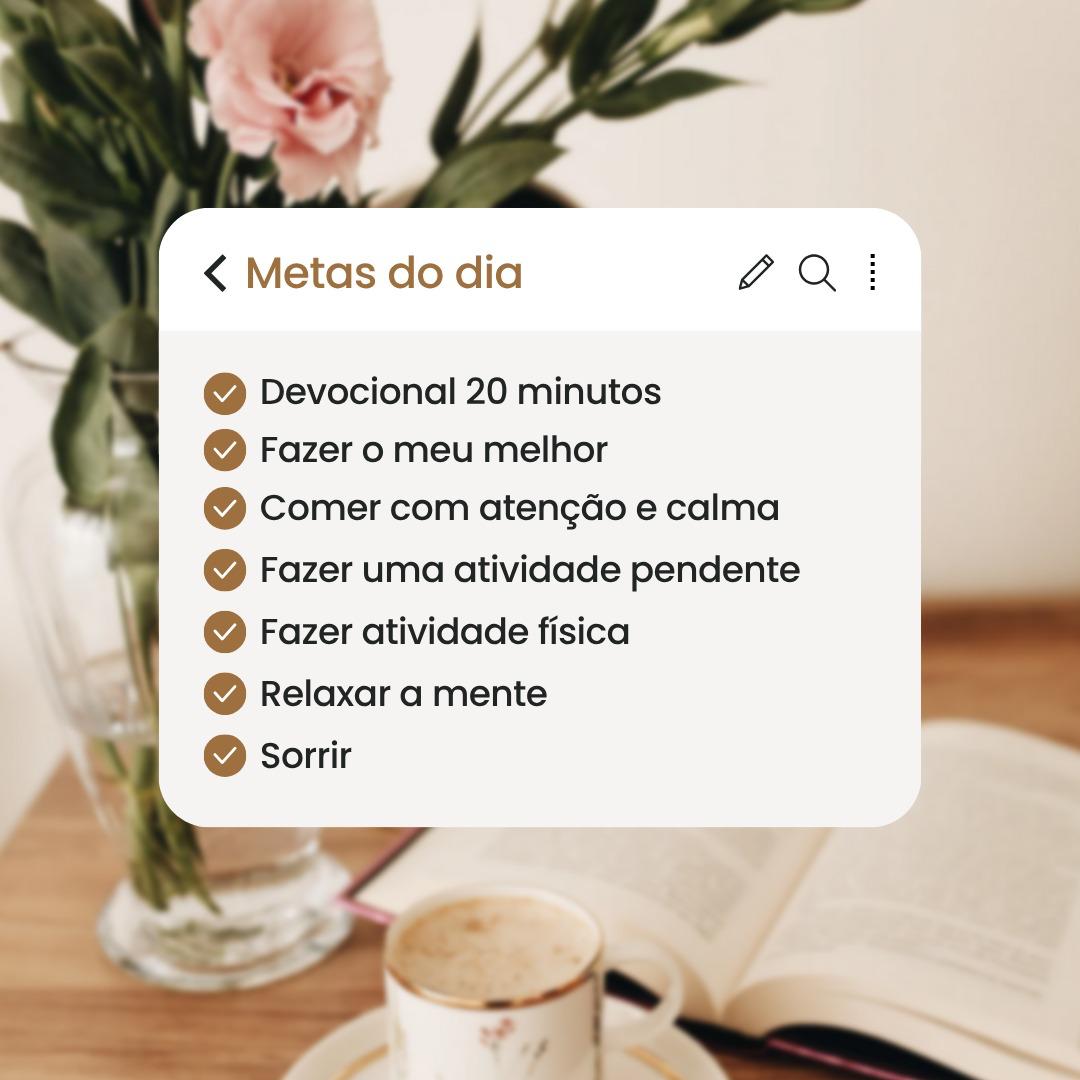 Metas do dia
Devocional 20 minutos
Fazer o meu melhor
Comer com atenção e calma
Fazer uma atividade pendente
Fazer atividade física
Relaxar a mente
Sorrir